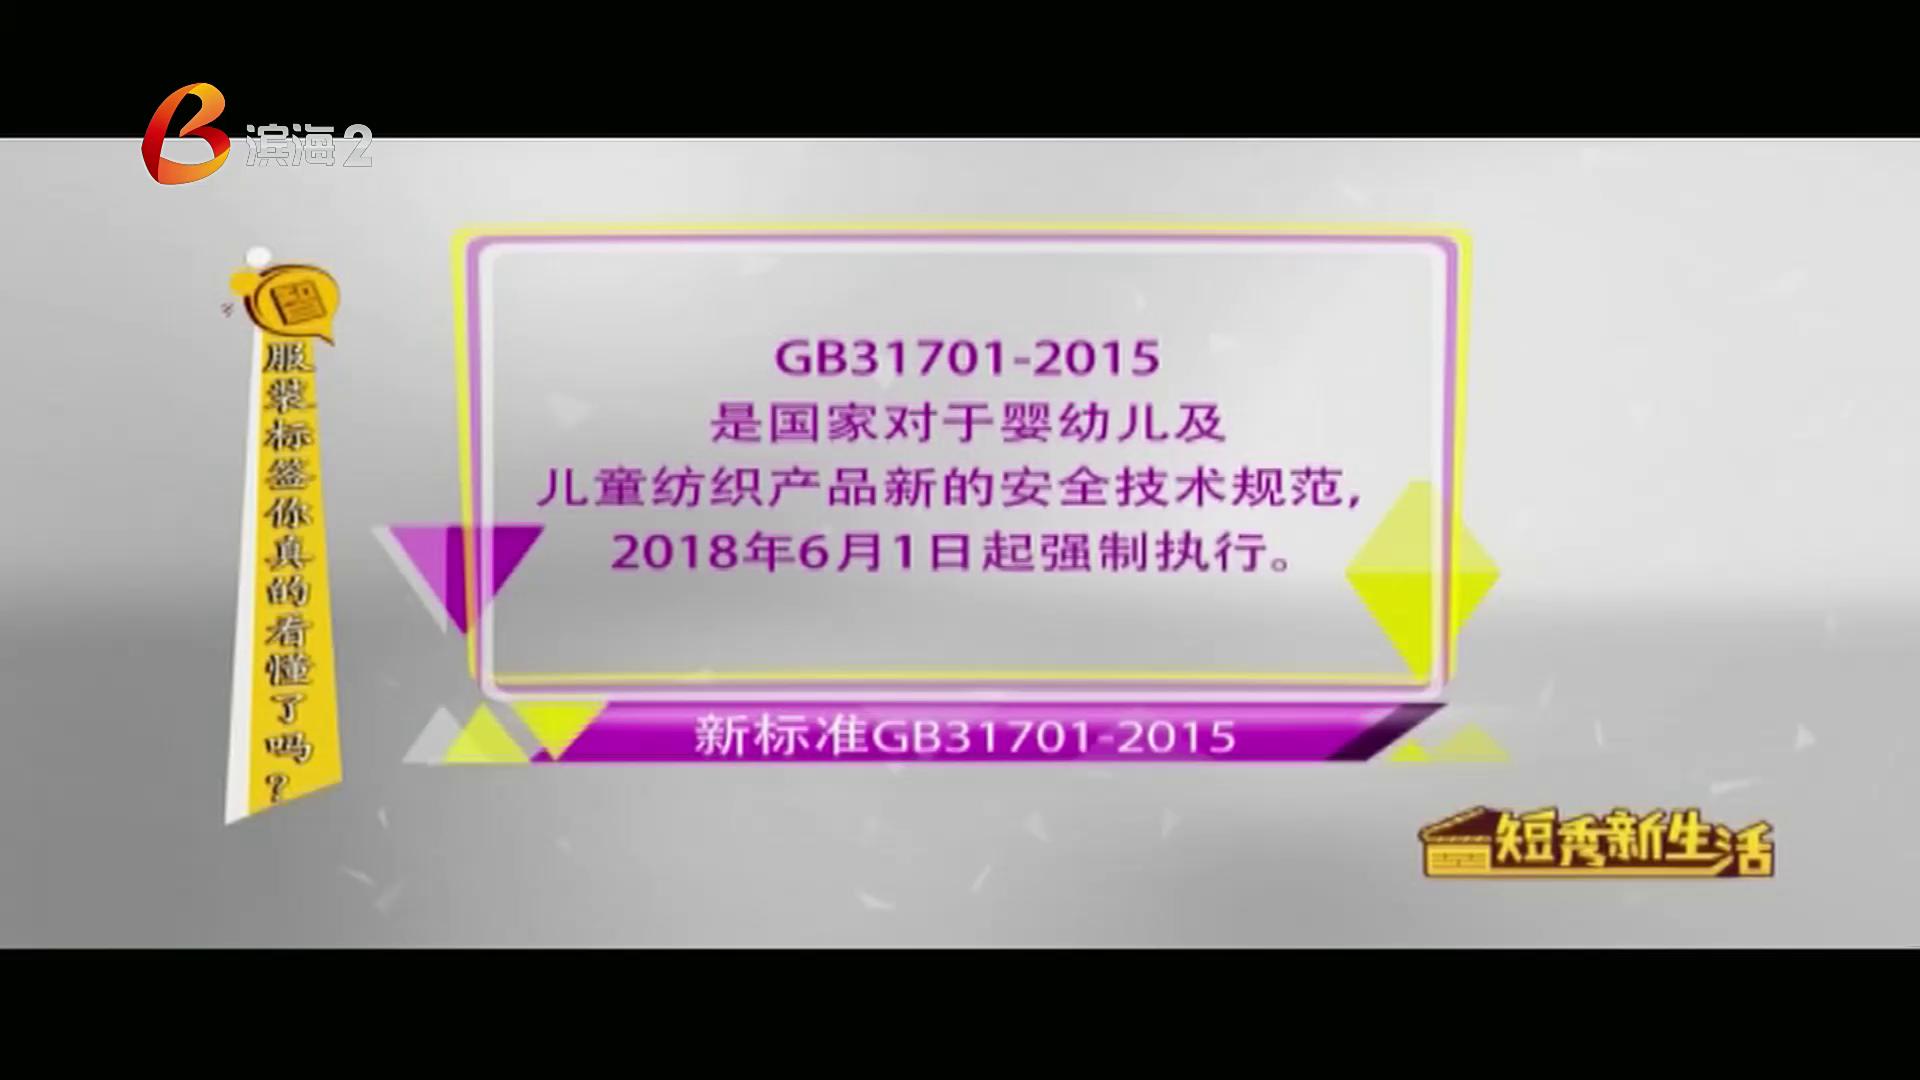 滨海2
服装标签你真的看懂了吗?
GB31701-2015
是国家对于婴幼儿及
儿童纺织产品新的安全技术规范,
2018年6月1日起强制执行。
新标准GB31701-2015
短秀新生活